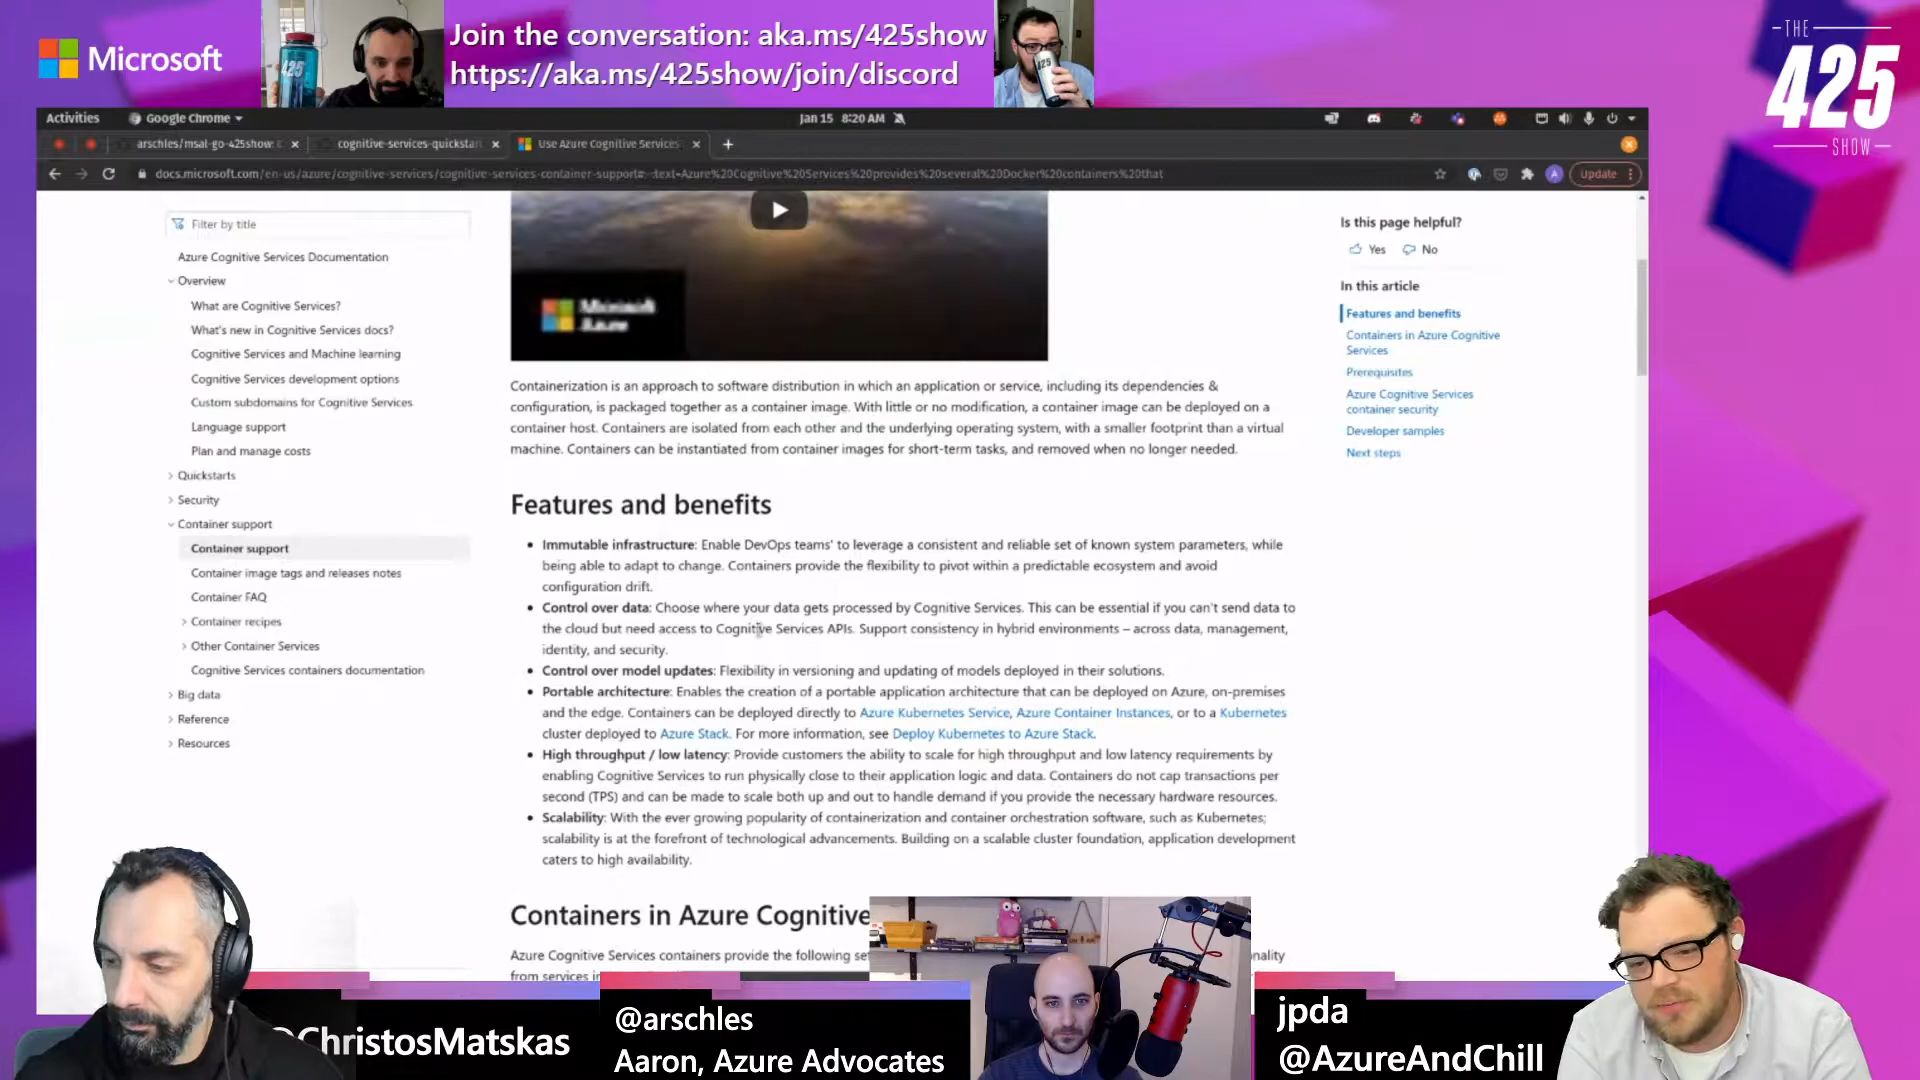 Microsoft
425
Join the conversation: aka.ms/425show
https://aka.ms/425show/join/discord
425
THE
425
SHOW
Activities
Google Chrome
Jan 15 8:20 AM
arschles/msal-go-425show:
cognitive-services-quickstar
Use Azure Cognitive Services
docs.microsoft.com/en-us/azure/cognitive-services/cognitive-services-container-support#:~:text=Azure%20Cognitive%20Services%20provides%20several%20Docker%20containers%20that
A
Update
Filter by title
Azure Cognitive Services Documentation
Overview
What are Cognitive Services?
What's new in Cognitive Services docs?
Cognitive Services and Machine learning
Cognitive Services development options
Custom subdomains for Cognitive Services
Language support
Plan and manage costs
Quickstarts
Security
Container support
Container support
Container image tags and releases notes
Container FAQ
Container recipes
Other Container Services
Cognitive Services containers documentation
Big data
Reference
Resources
Microsoft
Azure
Containerization is an approach to software distribution in which an application or service, including its dependencies &
configuration, is packaged together as a container image. With little or no modification, a container image can be deployed on a
container host. Containers are isolated from each other and the underlying operating system, with a smaller footprint than a virtual
machine. Containers can be instantiated from container images for short-term tasks, and removed when no longer needed.
Features and benefits
Immutable infrastructure: Enable DevOps teams' to leverage a consistent and reliable set of known system parameters, while
being able to adapt to change. Containers provide the flexibility to pivot within a predictable ecosystem and avoid
configuration drift.
Control over data: Choose where your data gets processed by Cognitive Services. This can be essential if you can't send data to
the cloud but need access to Cognitive Services APIs. Support consistency in hybrid environments – across data, management,
identity, and security.
Control over model updates: Flexibility in versioning and updating of models deployed in their solutions.
Portable architecture: Enables the creation of a portable application architecture that can be deployed on Azure, on-premises
and the edge. Containers can be deployed directly to Azure Kubernetes Service, Azure Container Instances, or to a Kubernetes
cluster deployed to Azure Stack. For more information, see Deploy Kubernetes to Azure Stack.
High throughput / low latency: Provide customers the ability to scale for high throughput and low latency requirements by
enabling Cognitive Services to run physically close to their application logic and data. Containers do not cap transactions per
second (TPS) and can be made to scale both up and out to handle demand if you provide the necessary hardware resources.
Scalability: With the ever growing popularity of containerization and container orchestration software, such as Kubernetes;
scalability is at the forefront of technological advancements. Building on a scalable cluster foundation, application development
caters to high availability.
Containers in Azure Cognitive
Azure Cognitive Services containers provide the following se
nality
from services in
Is this page helpful?
Yes
No
In this article
Features and benefits
Containers in Azure Cognitive
Services
Prerequisites
Azure Cognitive Services
container security
Developer samples
Next steps
@ChristosMatskas
@arschles
Aaron, Azure Advocates
jpda
@AzureAndChill